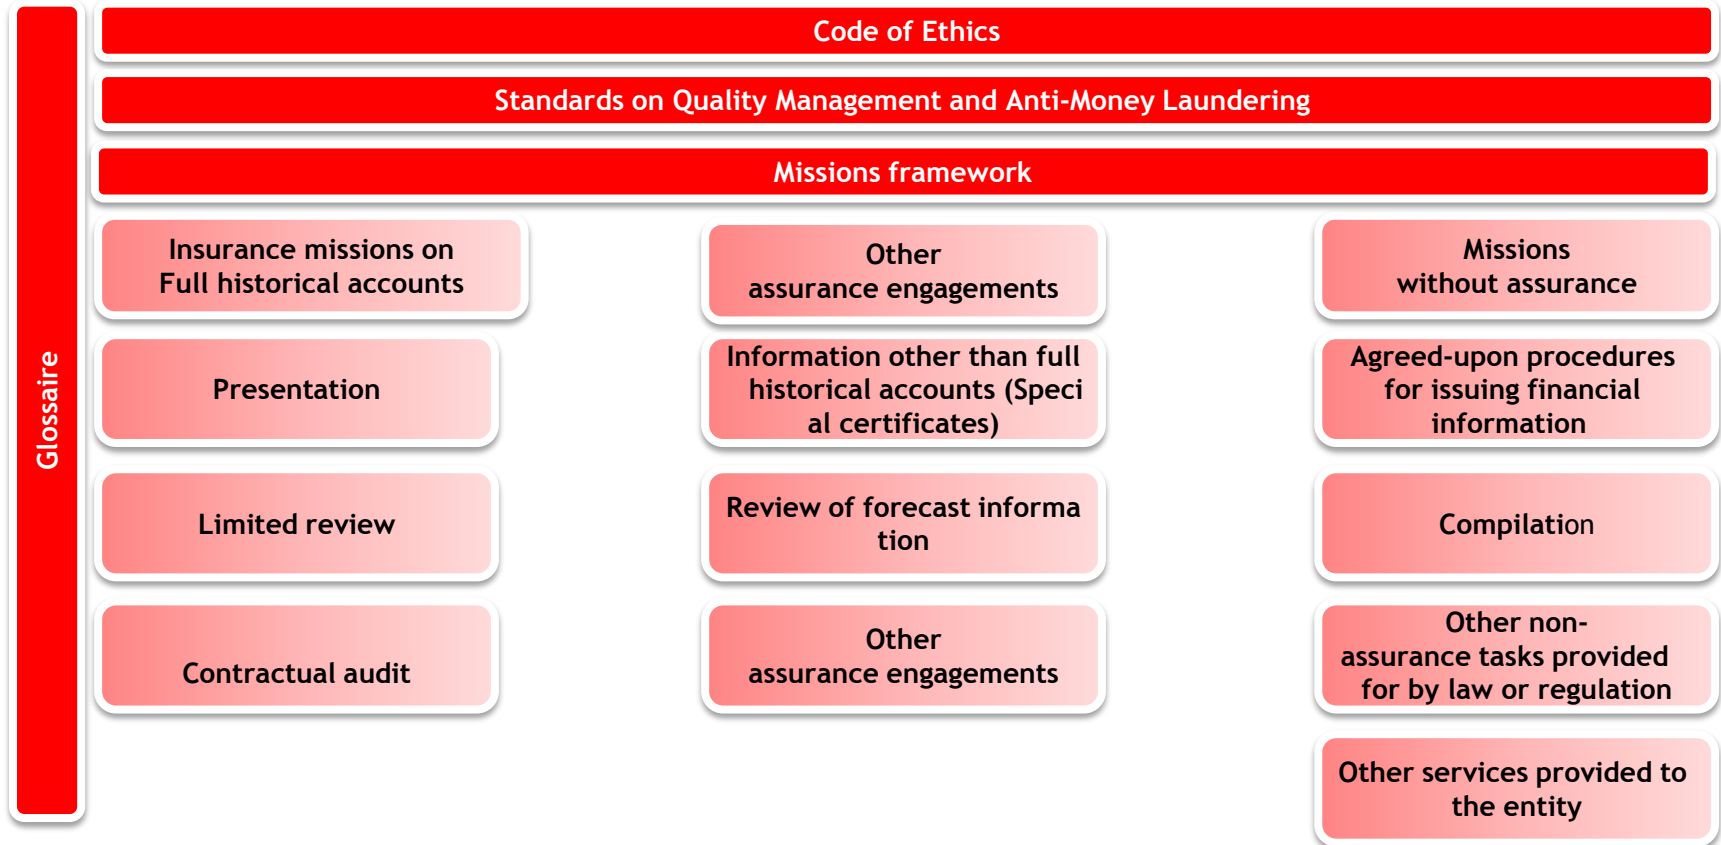 Glossaire
Code of Ethics
Standards on Quality Management and Anti-Money Laundering
Missions framework
Insurance missions on
Full historical accounts
Presentation
Limited review
Contractual audit
Other
assurance engagements
Information other than full
historical accounts (Speci
al certificates)
Review of forecast informa
tion
Other
assurance engagements
Missions
without assurance
Agreed-upon procedures
for issuing financial
information
Compilation
Other non-
assurance tasks provided
for by law or regulation
Other services provided to
the entity